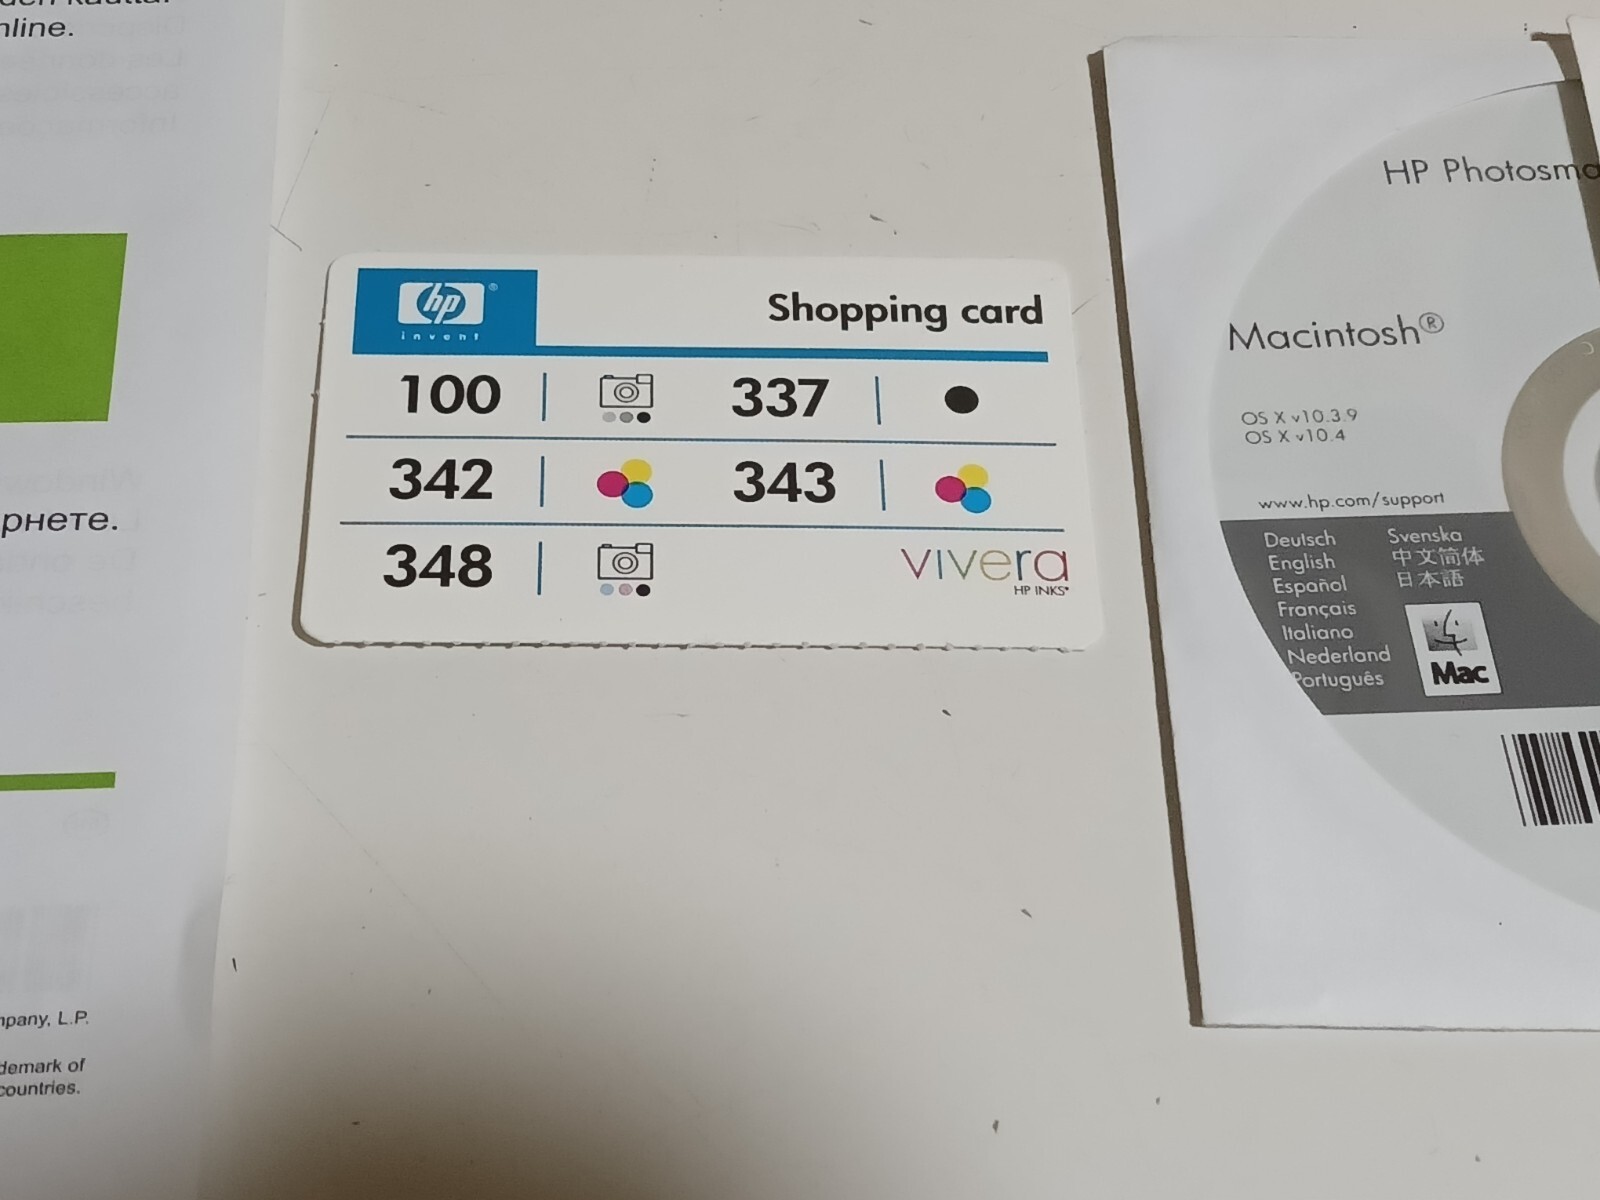 nline.
рнете.
mpany, L.P.
demark of
countries.
hp
invent
Shopping card
100
337
342
343
348
vivera
HP INKS
HP Photosma
Macintosh®
OS X v10.3.9
OS X v10.4
www.hp.com/support
Deutsch
English
Español
Français
Italiano
Nederland
Português
Svenska
中文简体
日本語
Mac